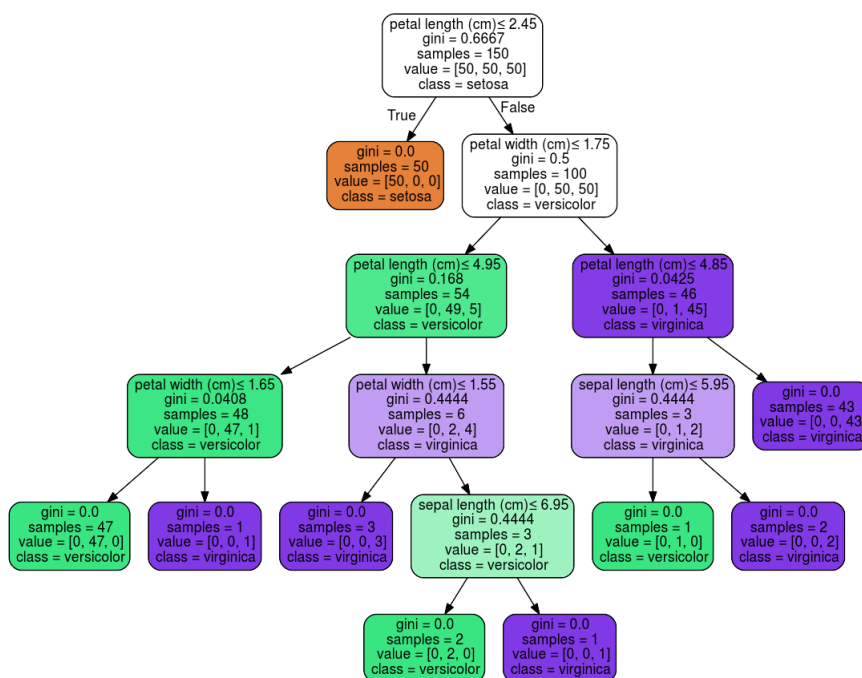 petal length (cm)≤ 2.45
gini = 0.6667
samples = 150
value = [50, 50, 50]
class = setosa
True
False
gini = 0.0
samples = 50
value = [50, 0, 0]
class = setosa
petal width (cm)≤ 1.75
gini = 0.5
samples = 100
value = [0, 50, 50]
class = versicolor
petal length (cm)≤ 4.95
gini = 0.168
samples = 54
value = [0, 49, 5]
class = versicolor
petal length (cm)≤ 4.85
gini = 0.0425
samples = 46
value = [0, 1, 45]
class = virginica
petal width (cm)≤ 1.65
gini = 0.0408
samples = 48
value = [0, 47, 1]
class = versicolor
petal width (cm)≤ 1.55
gini = 0.4444
samples = 6
value = [0, 2, 4]
class = virginica
sepal length (cm)≤ 5.95
gini = 0.4444
samples = 3
value = [0, 1, 2]
class = virginica
gini = 0.0
samples = 43
value = [0, 0, 43]
class = virginica
gini = 0.0
samples = 47
value = [0, 47, 0]
class = versicolor
gini = 0.0
samples = 1
value = [0, 0, 1]
class = virginica
gini = 0.0
samples = 3
value = [0, 0, 3]
class = virginica
sepal length (cm)≤ 6.95
gini = 0.4444
samples = 3
value = [0, 2, 1]
class = versicolor
gini = 0.0
samples = 1
value = [0, 1, 0]
class = versicolor
gini = 0.0
samples = 2
value = [0, 0, 2]
class = virginica
gini = 0.0
samples = 2
value = [0, 2, 0]
class = versicolor
gini = 0.0
samples = 1
value = [0, 0, 1]
class = virginica